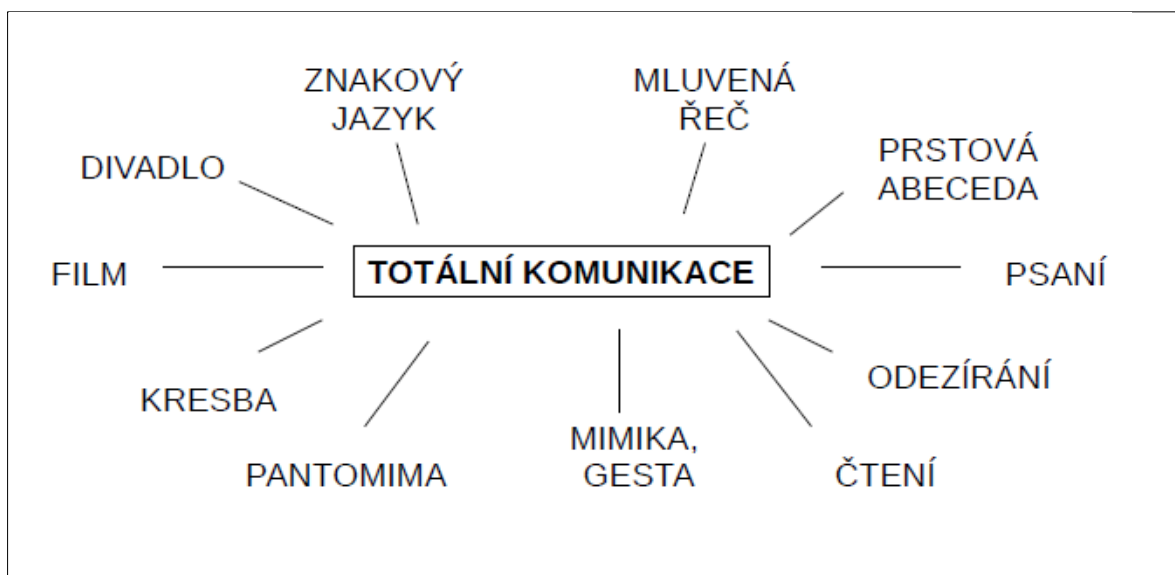 ZNAKOVÝ
JAZYK
MLUVENÁ
ŘEČ
DIVADLO
PRSTOVÁ
ABECEDA
FILM
TOTÁLNÍ KOMUNIKACE
PSANÍ
KRESBA
ODEZÍRÁNÍ
PANTOMIMA
MIMIKA,
GESTA
ČTENÍ